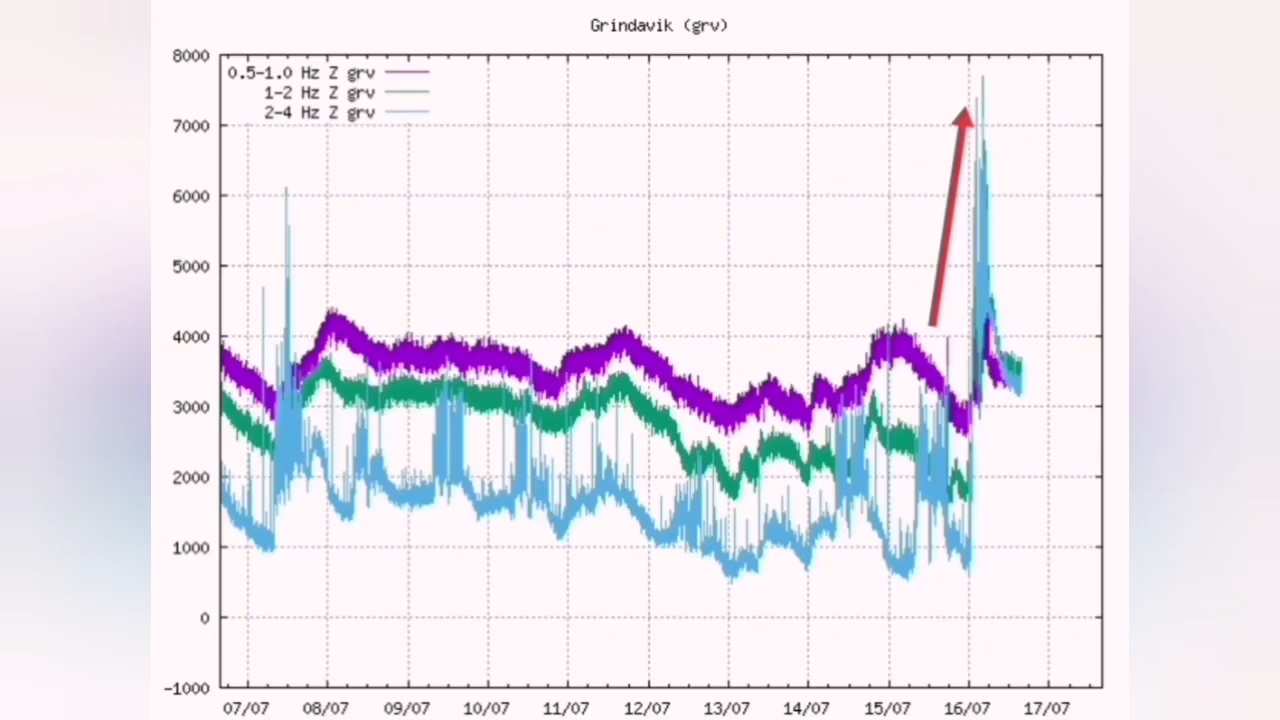 Grindavik (grv)
8000
0.5-1.0 Hz Z grv
1-2 Hz Z grv
2-4 Hz Z grv
7000
6000
5000
4000
3000
2000
1000
0
-1000
07/07 08/07 09/07 10/07 11/07 12/07 13/07 14/07 15/07 16/07 17/07